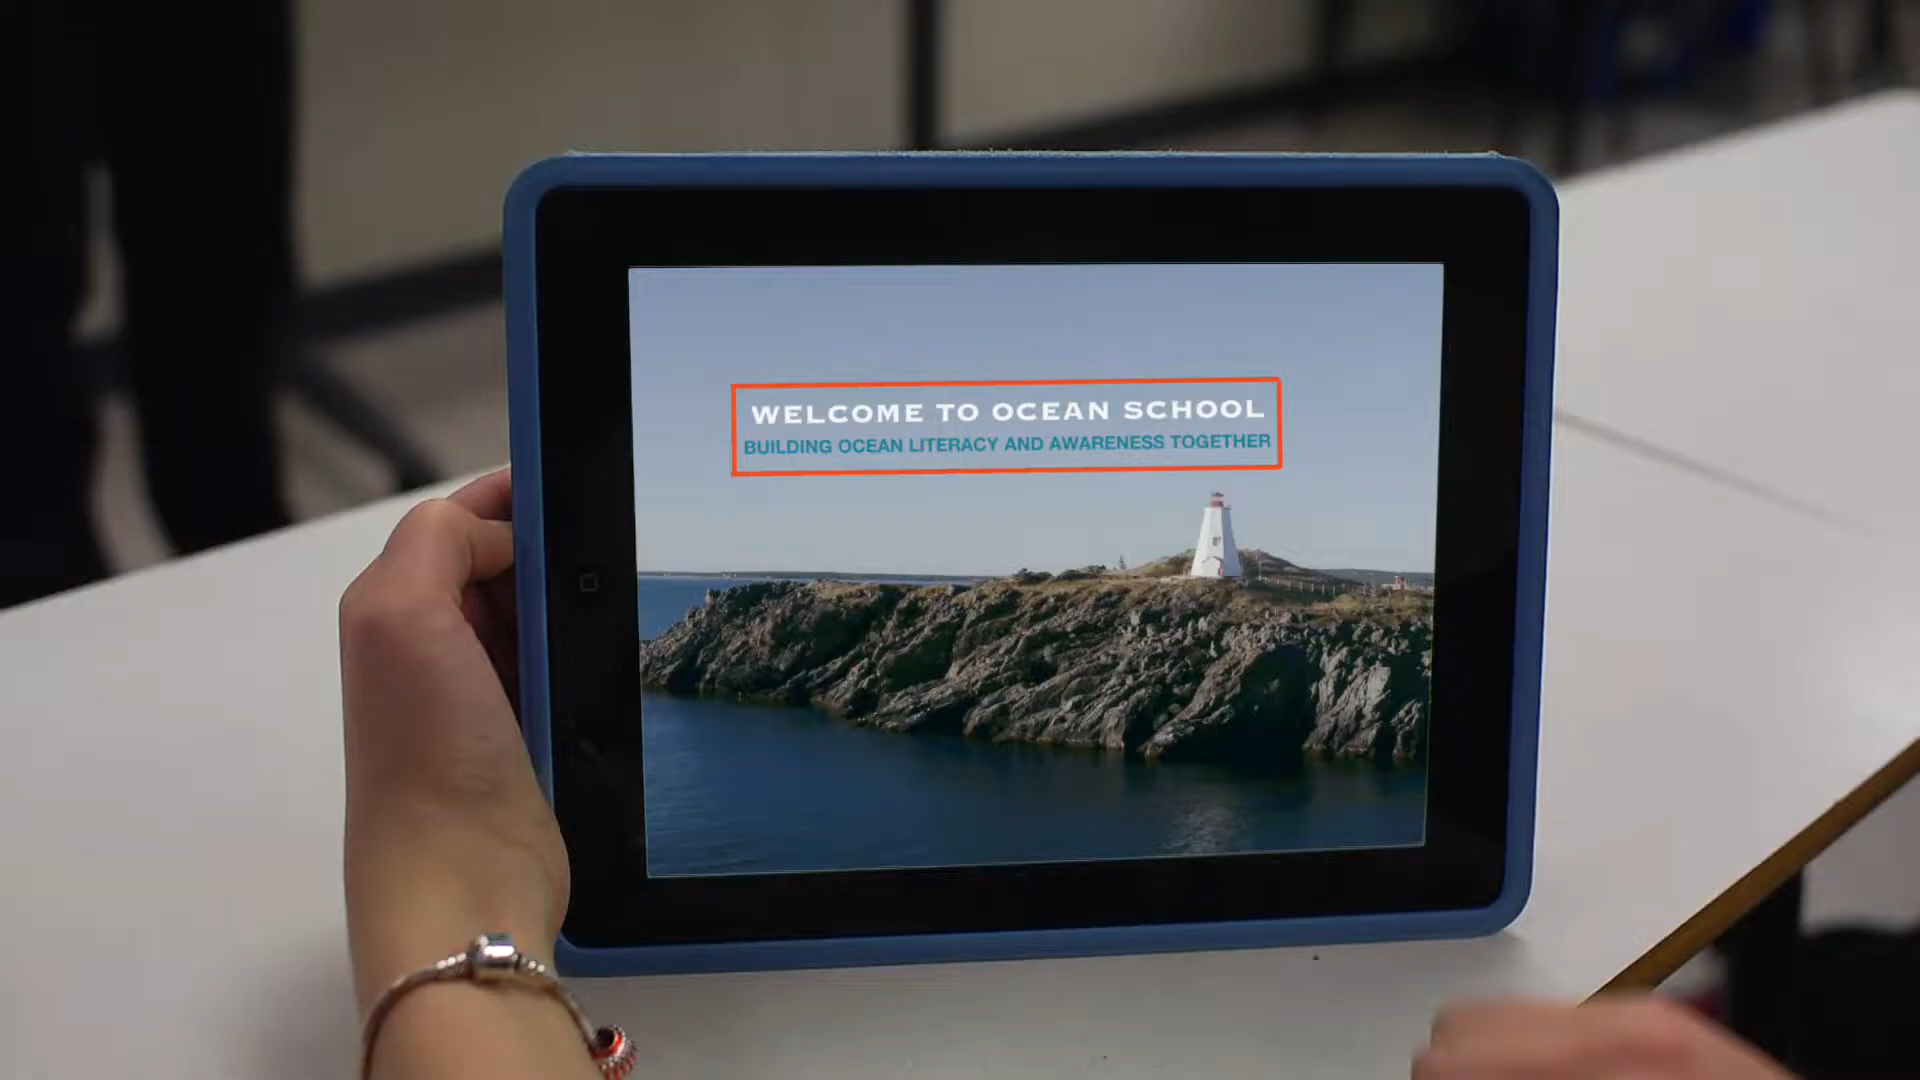 WELCOME TO OCEAN SCHOOL
BUILDING OCEAN LITERACY AND AWARENESS TOGETHER